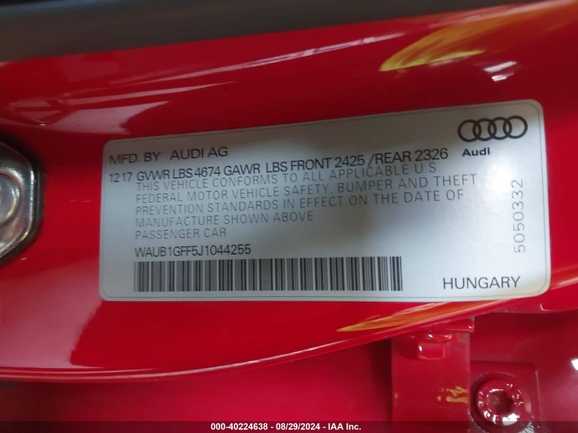 MFD. BY AUDI AG
Audi
12 17 GVWR LBS 4674 GAWR LBS FRONT 2425 /REAR 2326
THIS VEHICLE CONFORMS TO ALL APPLICABLE U.S.
FEDERAL MOTOR VEHICLE SAFETY, BUMPER AND THEFT
PREVENTION STANDARDS IN EFFECT ON THE DATE OF
MANUFACTURE SHOWN ABOVE
PASSENGER CAR
WAUB1GFF5J1044255
5050332
HUNGARY
000-40224638 - 08/29/2024 - IAA Inc.